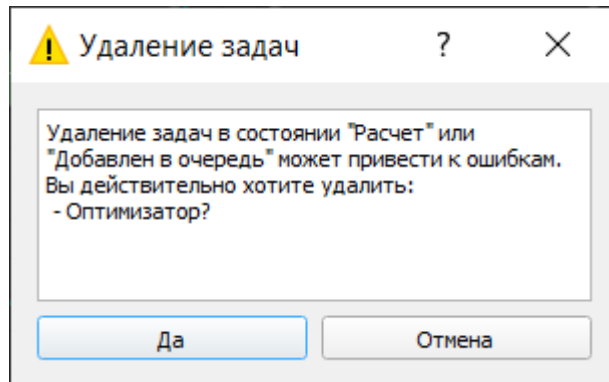 Удаление задач
?
Удаление задач в состоянии "Расчет" или
"Добавлен в очередь" может привести к ошибкам.
Вы действительно хотите удалить:
- Оптимизатор?
Да
Отмена